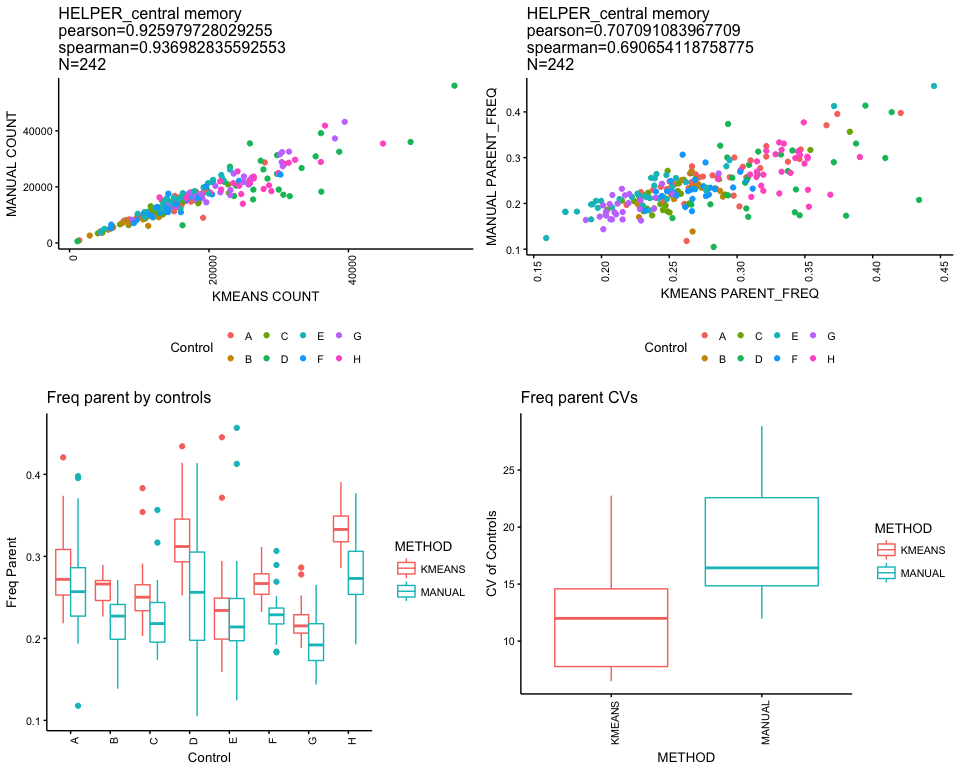 HELPER_central memory
pearson=0.925979728029255
spearman=0.936982835592553
N=242
MANUAL COUNT
40000
20000
0
0
20000
40000
KMEANS COUNT
Control
A
C
E
G
B
D
F
H
HELPER_central memory
pearson=0.707091083967709
spearman=0.690654118758775
N=242
MANUAL PARENT_FREQ
0.4
0.3
0.2
0.1
0.15
0.20
0.25
0.30
0.35
0.40
0.45
KMEANS PARENT_FREQ
Control
A
C
E
G
B
D
F
H
Freq parent by controls
Freq Parent
0.4
0.3
0.2
0.1
A
B
C
D
E
F
G
H
Control
METHOD
KMEANS
MANUAL
Freq parent CVs
CV of Controls
25
20
15
10
KMEANS
MANUAL
METHOD
METHOD
KMEANS
MANUAL